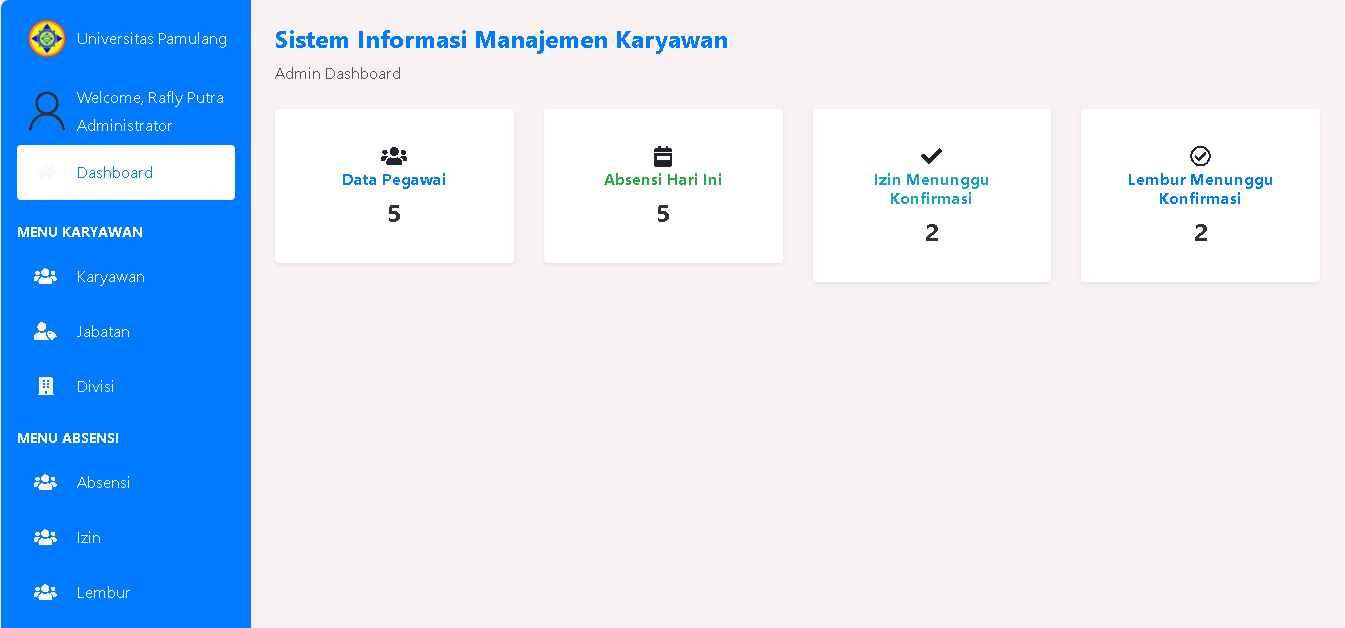 Universitas Pamulang
Welcome, Rafly Putra
Administrator
Dashboard
MENU KARYAWAN
Karyawan
Jabatan
Divisi
MENU ABSENSI
Absensi
Izin
Lembur
Sistem Informasi Manajemen Karyawan
Admin Dashboard
Data Pegawai
5
Absensi Hari Ini
5
Izin Menunggu
Konfirmasi
2
Lembur Menunggu
Konfirmasi
2